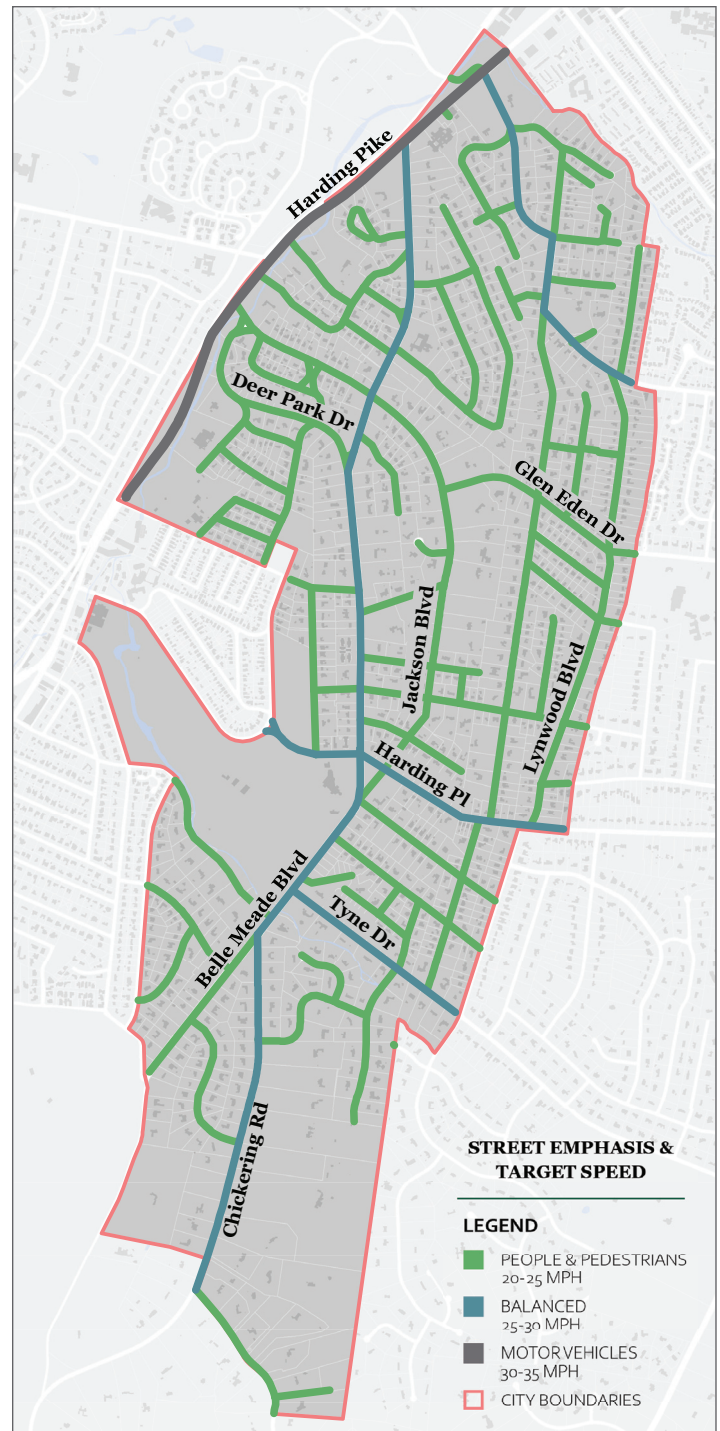 Harding Pike
Deer Park Dr
Glen Eden Dr
Jackson Blvd
Lynwood Blvd
Harding Pl
Belle Meade Blvd
Tyne Dr
Chickering Rd
STREET EMPHASIS &
TARGET SPEED
LEGEND
PEOPLE & PEDESTRIANS
20-25 MPH
BALANCED
25-30 MPH
MOTOR VEHICLES
30-35 MPH
CITY BOUNDARIES